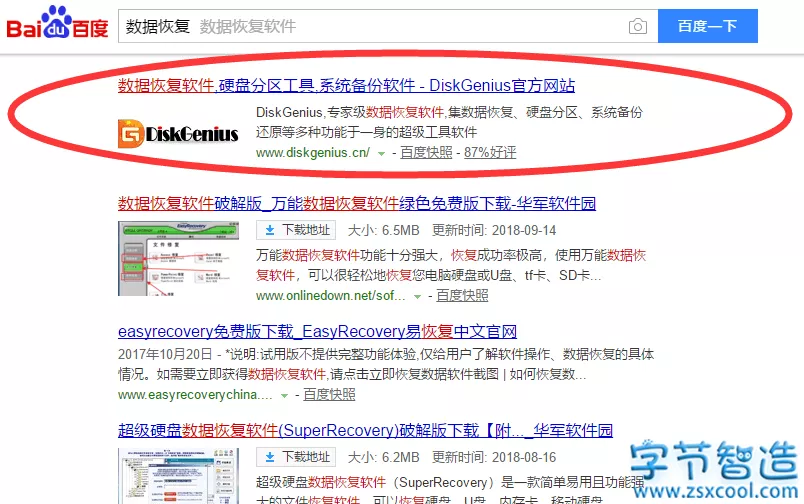 Bai du 百度 数据恢复 数据恢复软件 百度一下
数据恢复软件,硬盘分区工具,系统备份软件 - DiskGenius官方网站
DiskGenius
DiskGenius,专家级数据恢复软件,集数据恢复、硬盘分区、系统备份
还原等多种功能于一身的超级工具软件
www.diskgenius.cn/ - 百度快照 - 87%好评
数据恢复软件破解版_万能数据恢复软件绿色免费版下载-华军软件园
下载地址 大小: 6.5MB 更新时间: 2018-09-14
万能数据恢复软件功能十分强大，恢复成功率极高，使用万能数据恢
复软件，可以很轻松地恢复您电脑硬盘或U盘、tf卡、SD卡...
www.onlinedown.net/sof... - 百度快照
easyrecovery免费版下载_EasyRecovery易恢复中文官网
2017年10月20日 - *说明:试用版不提供完整功能体验,仅给用户了解软件操作、数据恢复的具体
情况。如需要立即获得数据恢复软件,请点击立即恢复数据软件截图 | 如何恢复数...
www.easyrecoverychina.... - 百度快照
超级硬盘数据恢复软件(SuperRecovery)破解版下载【附..._华军软件园
下载地址 大小: 6.2MB 更新时间: 2018-08-16
超级硬盘数据恢复软件（SuperRecovery）是一款简单易用且功能强
大的文件恢复软件，可以恢复硬盘、U盘、内存卡、移动硬盘
字节智造
www.zsxcool.com